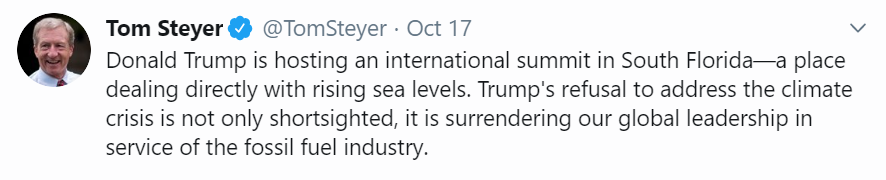 Tom Steyer @TomSteyer · Oct 17
Donald Trump is hosting an international summit in South Florida—a place
dealing directly with rising sea levels. Trump's refusal to address the climate
crisis is not only shortsighted, it is surrendering our global leadership in
service of the fossil fuel industry.